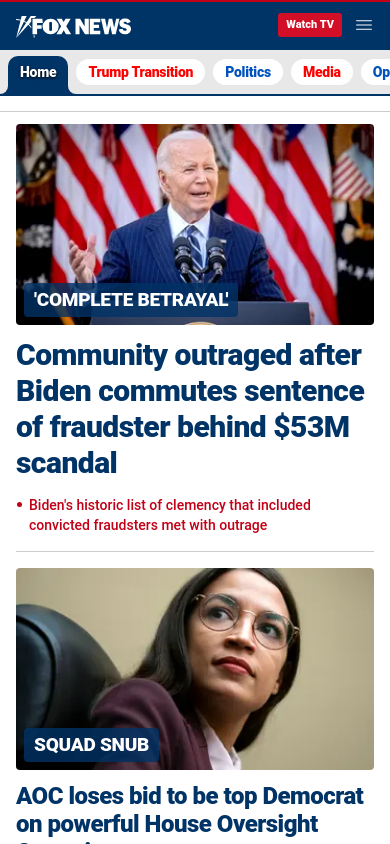 FOX NEWS
Watch TV
Home
Trump Transition
Politics
Media
Op
'COMPLETE BETRAYAL'
Community outraged after
Biden commutes sentence
of fraudster behind $53M
scandal
• Biden's historic list of clemency that included
convicted fraudsters met with outrage
SQUAD SNUB
AOC loses bid to be top Democrat
on powerful House Oversight